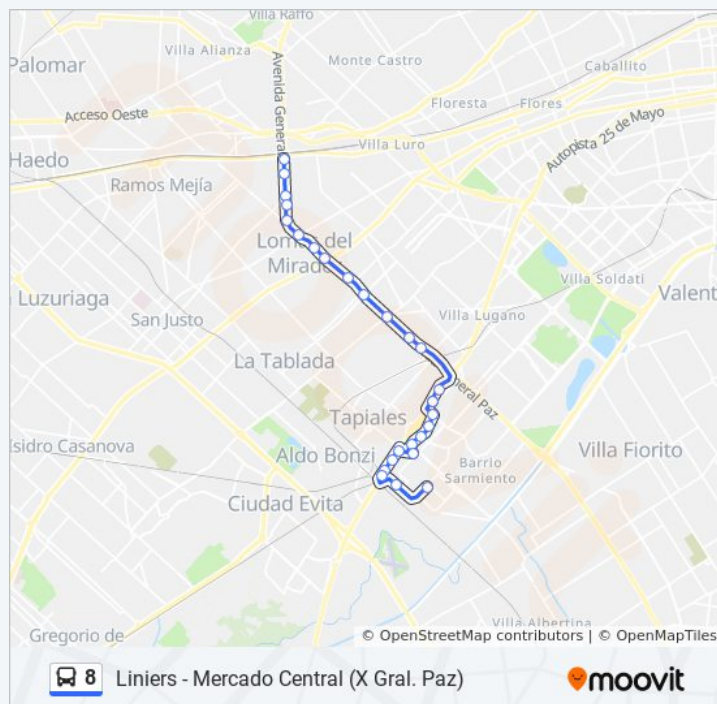 Villa Raffo
Villa Alianza
Palomar
Monte Castro
Caballito
Avenida General
Floresta
Flores
Acceso Oeste
Autopista 25 de Mayo
Villa Luro
Haedo
Ramos Mejía
Lomas del
Mirador
Villa Soldati
Luzuriaga
Valent
San Justo
Villa Lugano
La Tablada
General Paz
Tapiales
Isidro Casanova
Aldo Bonzi
Villa Fiorito
Barrio
Sarmiento
Ciudad Evita
Villa Albertina
Gregorio de
© OpenStreetMap contributors | © OpenMapTiles
8 Liniers - Mercado Central (X Gral. Paz)
moovit